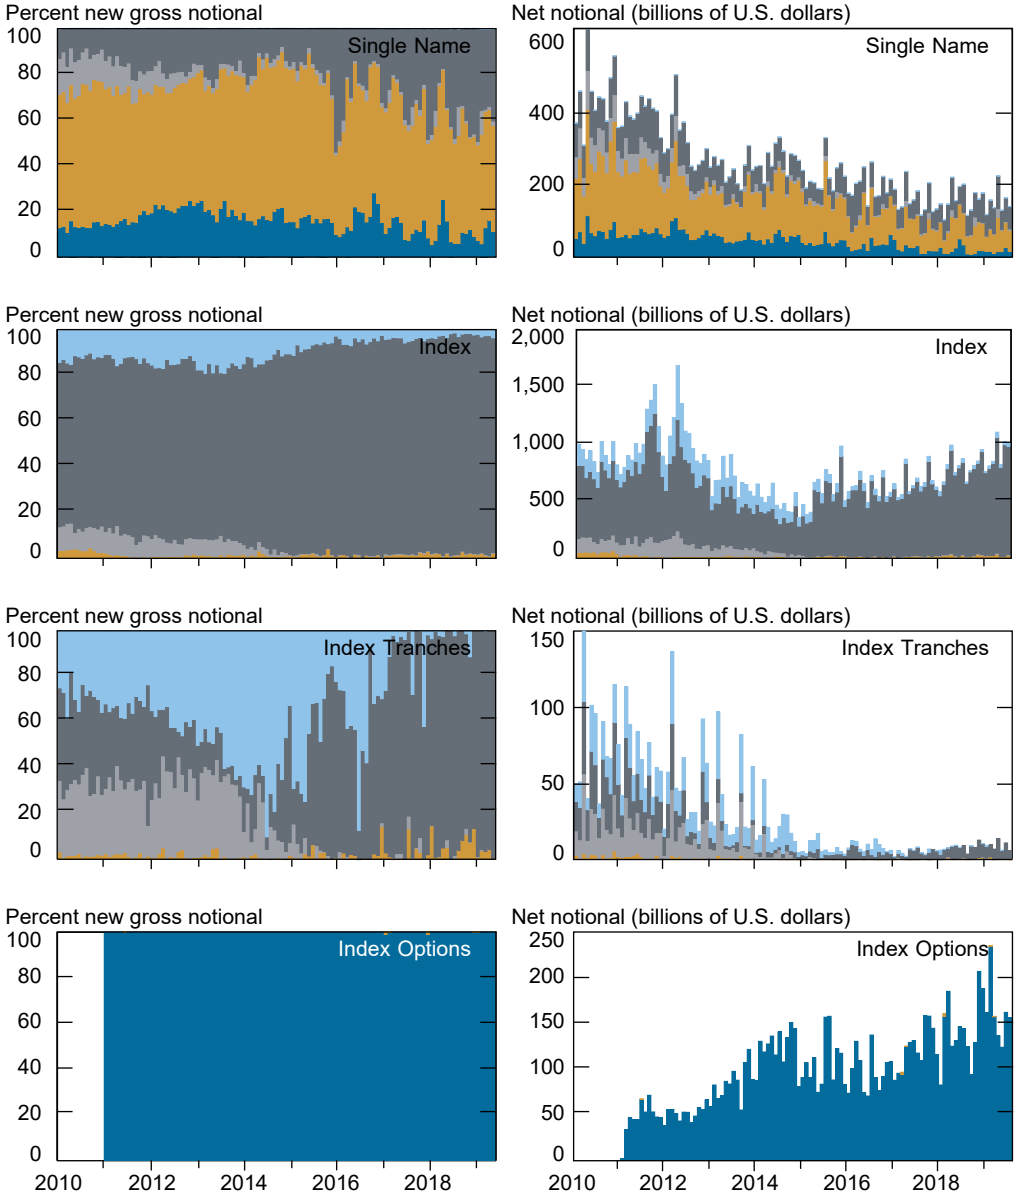 Percent new gross notional
Net notional (billions of U.S. dollars)
100
80
60
40
20
0
Single Name
600
400
200
0
Single Name
Percent new gross notional
Net notional (billions of U.S. dollars)
100
80
60
40
20
0
Index
2,000
1,500
1,000
500
0
Index
Percent new gross notional
Net notional (billions of U.S. dollars)
100
80
60
40
20
0
Index Tranches
150
100
50
0
Index Tranches
Percent new gross notional
Net notional (billions of U.S. dollars)
100
80
60
40
20
0
Index Options
250
200
150
100
50
0
Index Options
2010 2012 2014 2016 2018
2010 2012 2014 2016 2018